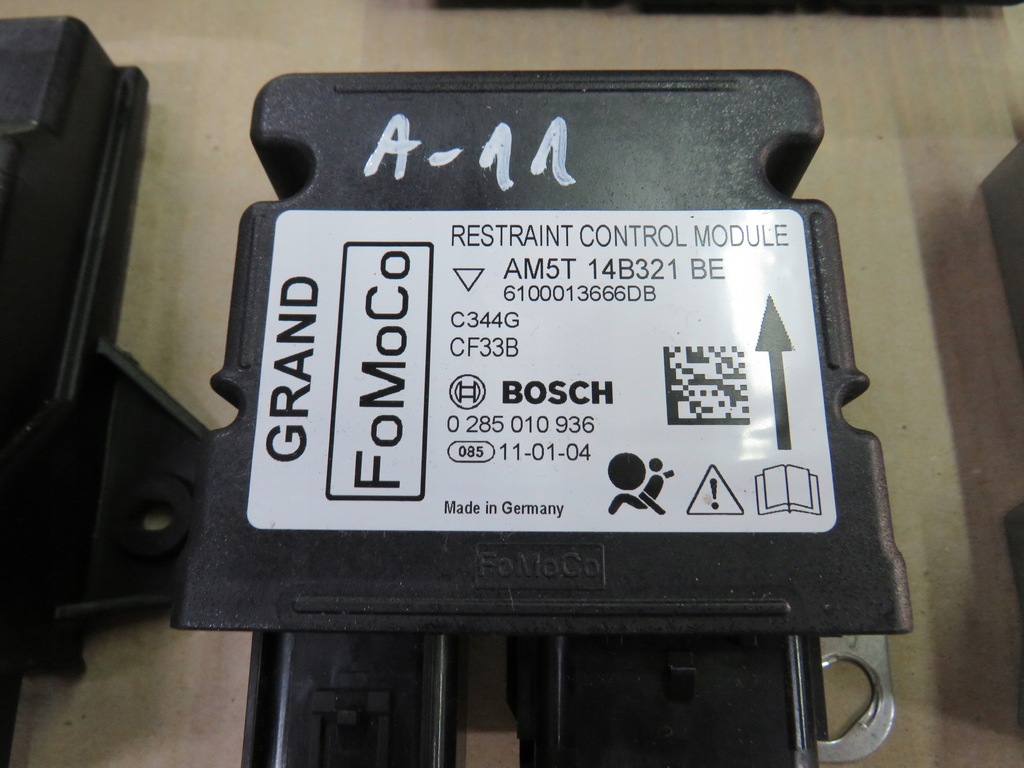 A-11
GRAND
FoMoCo
RESTRAINT CONTROL MODULE
AM5T 14B321 BE
6100013666DB
C344G
CF33B
BOSCH
0 285 010 936
085 11-01-04
Made in Germany
FoMoCo